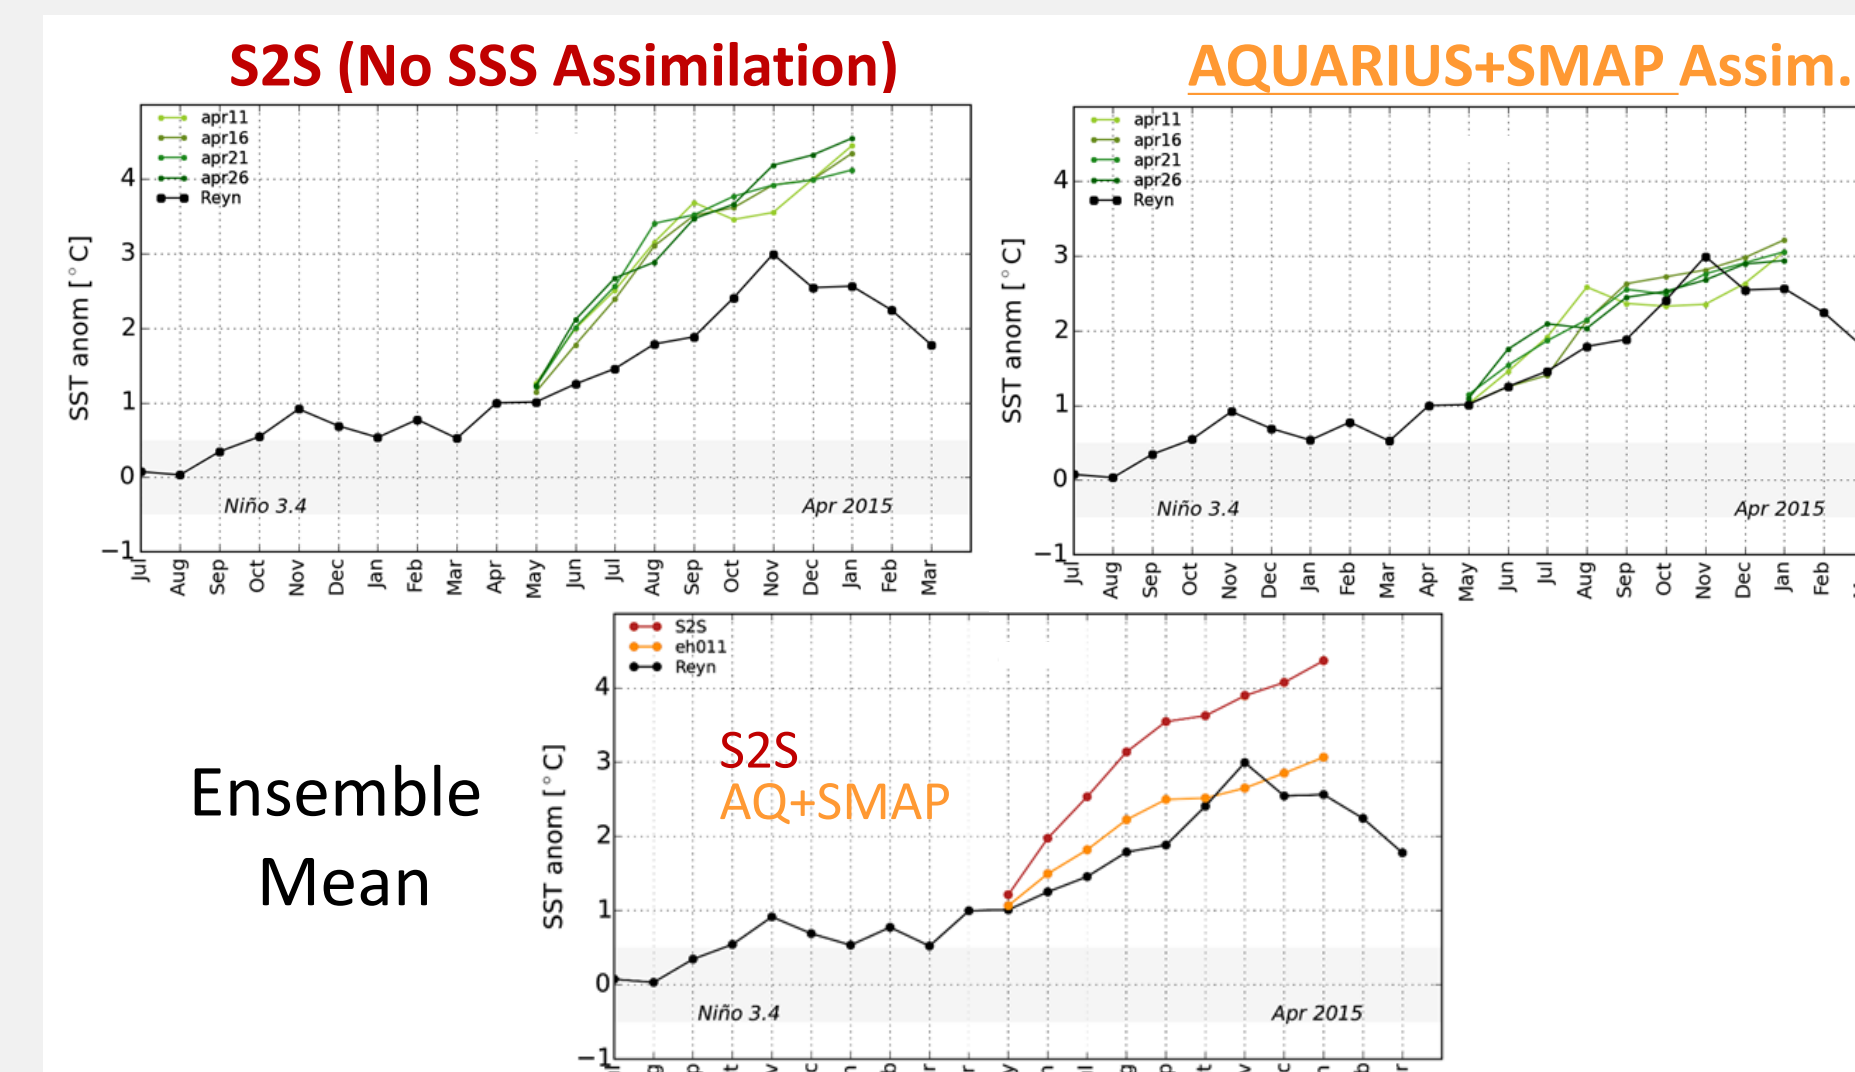 S2S (No SSS Assimilation)
apr11
apr16
apr21
apr26
Reyn
4
3
2
1
0
−1
SST anom [°C]
Niño 3.4
Apr 2015
Jul Aug Sep Oct Nov Dec Jan Feb Mar Apr May Jun Jul Aug Sep Oct Nov Dec Jan Feb Mar
AQUARIUS+SMAP Assim.
apr11
apr16
apr21
apr26
Reyn
4
3
2
1
0
−1
SST anom [°C]
Niño 3.4
Apr 2015
Jul Aug Sep Oct Nov Dec Jan Feb Mar Apr May Jun Jul Aug Sep Oct Nov Dec Jan Feb
Ensemble
Mean
S2S
eh011
Reyn
S2S
AQ+SMAP
4
3
2
1
0
−1
SST anom [°C]
Niño 3.4
Apr 2015